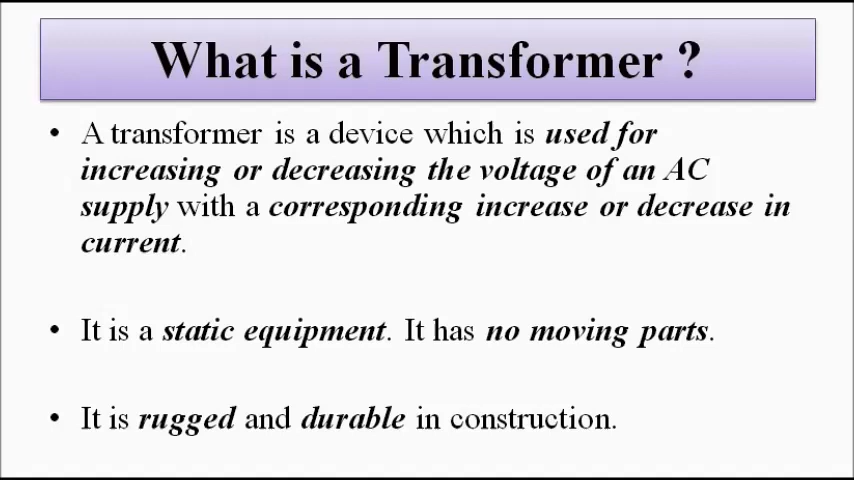 What is a Transformer ?
• A transformer is a device which is used for
increasing or decreasing the voltage of an AC
supply with a corresponding increase or decrease in
current.
• It is a static equipment. It has no moving parts.
• It is rugged and durable in construction.